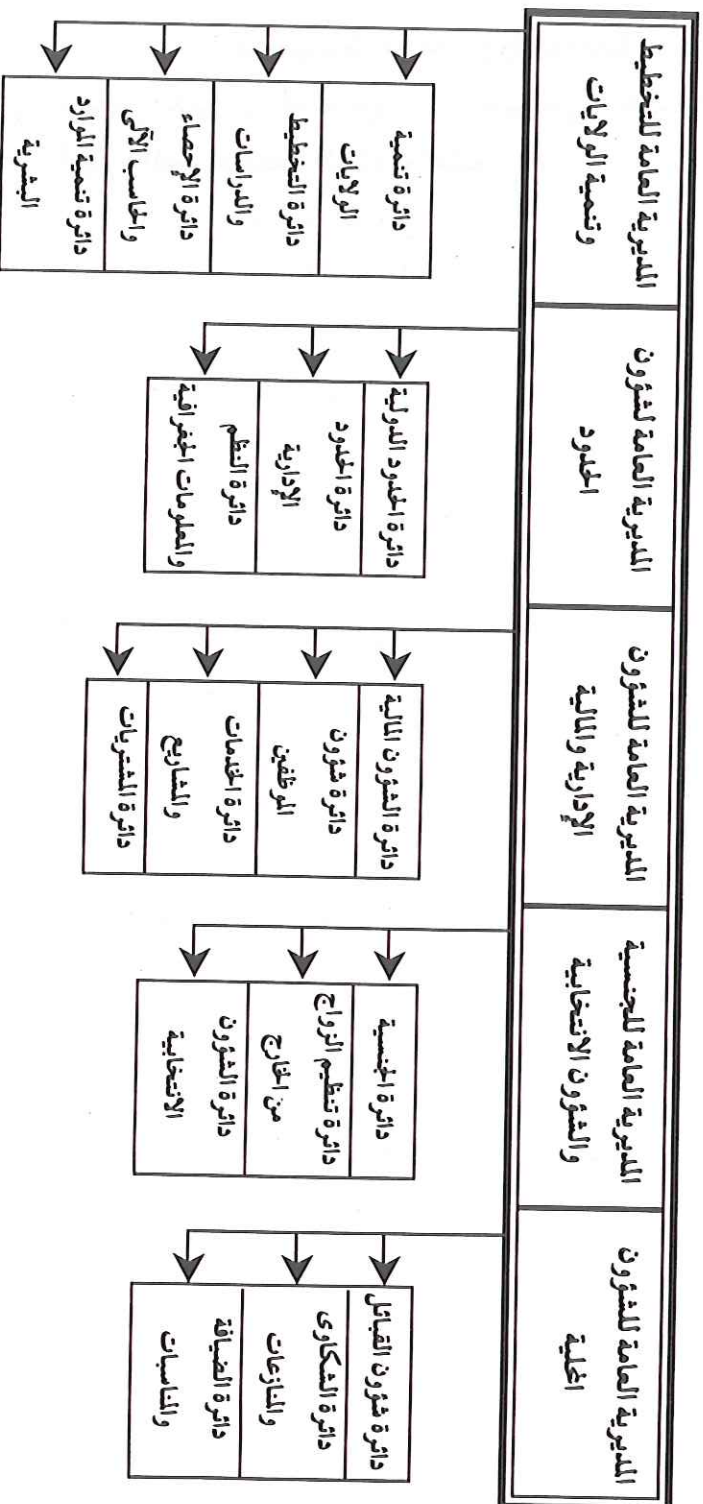 المديرية العامة للشؤون
المحلية
دائرة شؤون القبائل
دائرة الشكاوى
والمنازعات
دائرة الضيافة
والمناسبات
المديرية العامة للجنسية
والشؤون الانتخابية
دائرة الجنسية
دائرة تنظيم الزواج
من الخارج
دائرة الشؤون
الانتخابية
المديرية العامة للشؤون
الإدارية والمالية
دائرة الشؤون المالية
دائرة شؤون
الموظفين
دائرة الخدمات
والمشاريع
دائرة المشتريات
المديرية العامة لشؤون
الحدود
دائرة الحدود الدولية
دائرة الحدود
الإدارية
دائرة النظم
والمعلومات الجغرافية
المديرية العامة للتخطيط
وتنمية الولايات
دائرة تنمية
الولايات
دائرة التخطيط
والدراسات
دائرة الإحصاء
والحاسب الآلى
دائرة تنمية الموارد
البشرية